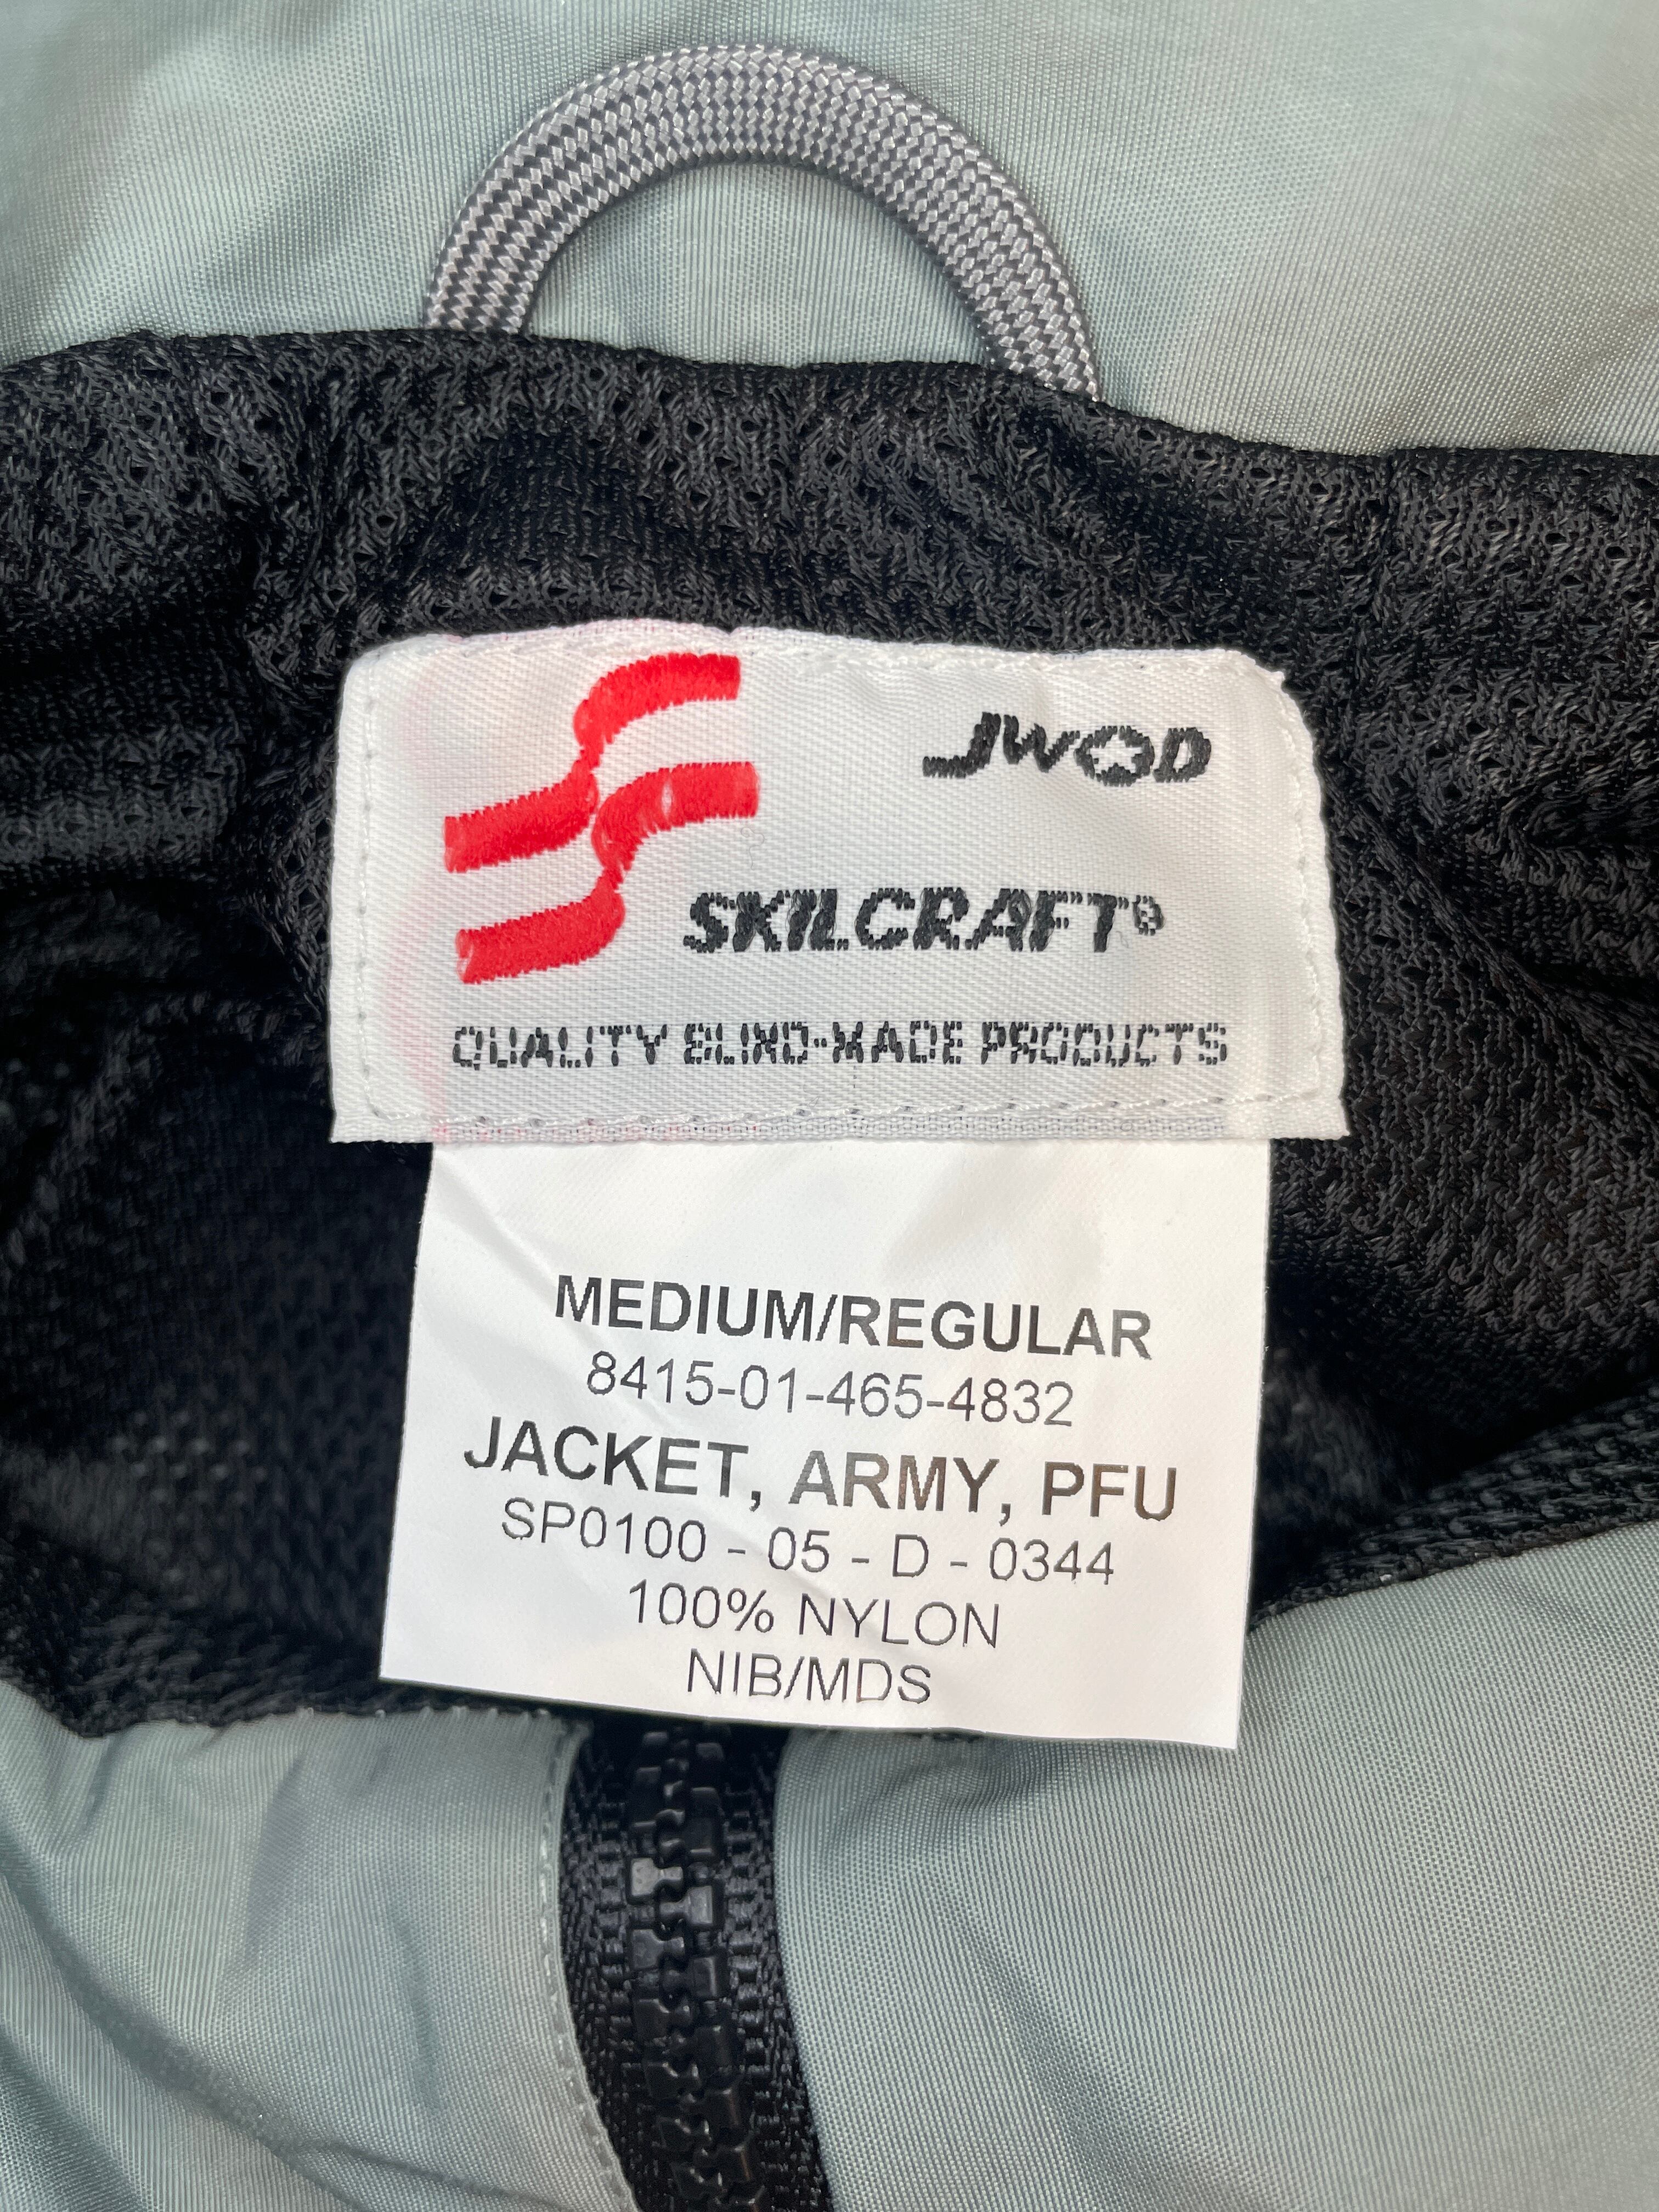 JWOD
SKILCRAFT®
QUALITY BLIND-MADE PRODUCTS
MEDIUM/REGULAR
8415-01-465-4832
JACKET, ARMY, PFU
SP0100 - 05 - D - 0344
100% NYLON
NIB/MDS